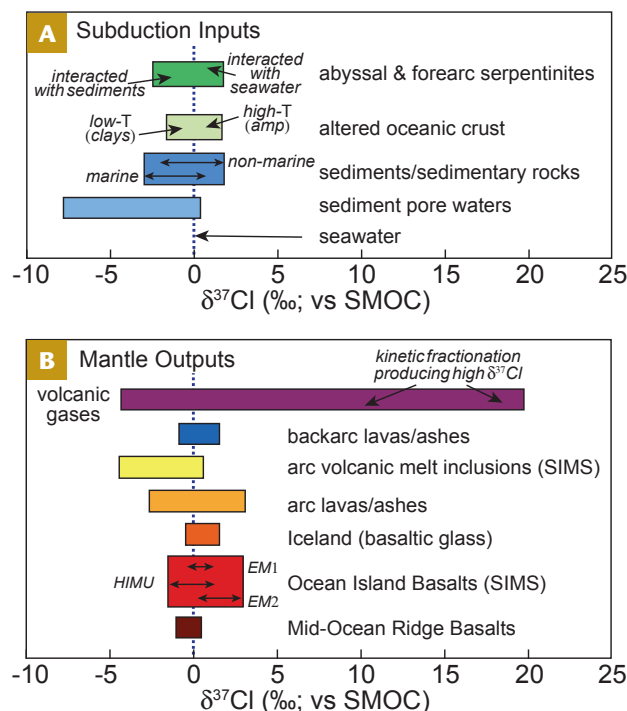 A Subduction Inputs
interacted with sediments
interacted with seawater
abyssal & forearc serpentinites
low-T (clays)
high-T (amp)
altered oceanic crust
marine
non-marine
sediments/sedimentary rocks
sediment pore waters
seawater
-10 -5 0 5 10 15 20 25
δ37Cl (‰; vs SMOC)
B Mantle Outputs
kinetic fractionation
producing high δ37Cl
volcanic
gases
backarc lavas/ashes
arc volcanic melt inclusions (SIMS)
arc lavas/ashes
Iceland (basaltic glass)
HIMU
EM1
EM2
Ocean Island Basalts (SIMS)
Mid-Ocean Ridge Basalts
-10 -5 0 5 10 15 20 25
δ37Cl (‰; vs SMOC)